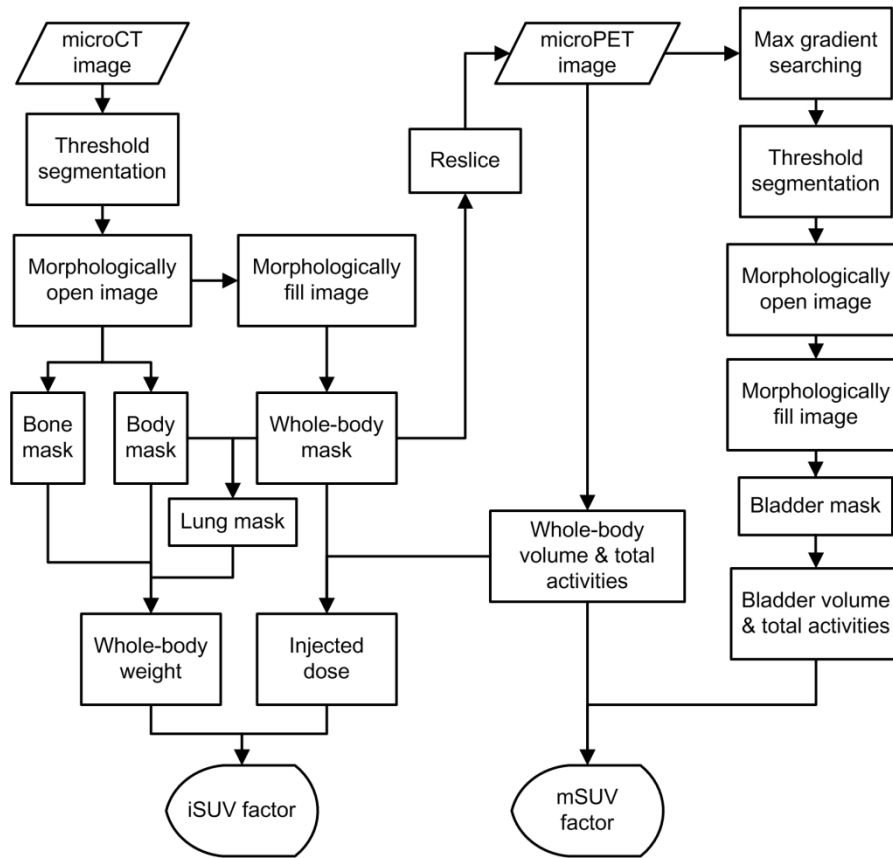 microCT
image
microPET
image
Max gradient
searching
Threshold
segmentation
Reslice
Threshold
segmentation
Morphologically
open image
Morphologically
fill image
Morphologically
open image
Bone
mask
Body
mask
Whole-body
mask
Morphologically
fill image
Lung mask
Whole-body
volume & total
activities
Bladder mask
Whole-body
weight
Injected
dose
Bladder volume
& total activities
iSUV factor
mSUV
factor